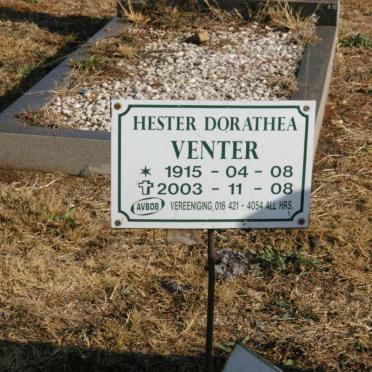 HESTER DORATHEA
VENTER
✶ 1915 - 04 - 08
✝ 2003 - 11 - 08
AVBOB VEREENIGING 016 421 - 4054 ALL HRS.